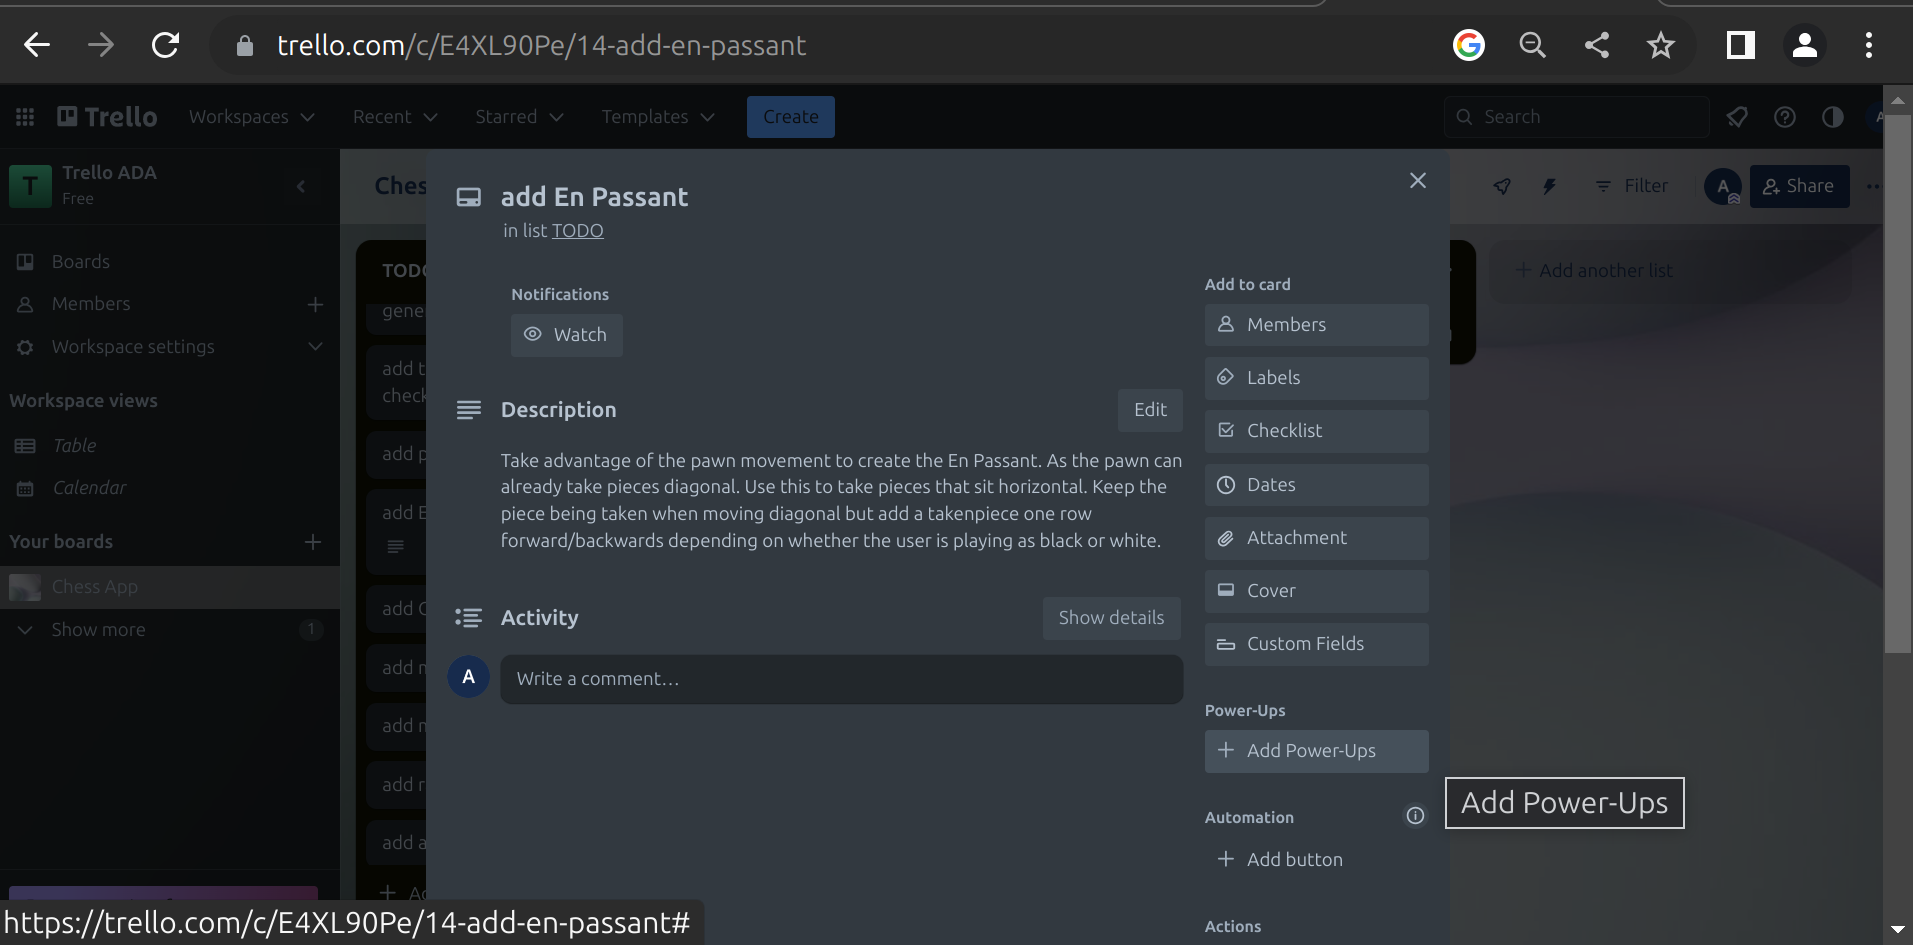 trello.com/c/E4XL90Pe/14-add-en-passant
Trello
Workspaces
Recent
Starred
Templates
Create
Search
A
T
Trello ADA
Free
Boards
Members
Workspace settings
Workspace views
Table
Calendar
Your boards
Chess App
Show more
1
Ches
Filter
A
Share
TODO
gene
add t
check
add p
add E
add
add
add
add r
add a
Add another list
add En Passant
in list TODO
Notifications
Watch
Description
Edit
Take advantage of the pawn movement to create the En Passant. As the pawn can
already take pieces diagonal. Use this to take pieces that sit horizontal. Keep the
piece being taken when moving diagonal but add a takenpiece one row
forward/backwards depending on whether the user is playing as black or white.
Activity
Show details
A
Write a comment…
Add to card
Members
Labels
Checklist
Dates
Attachment
Cover
Custom Fields
Power-Ups
Add Power-Ups
Add Power-Ups
Automation
Add button
Actions
https://trello.com/c/E4XL90Pe/14-add-en-passant#